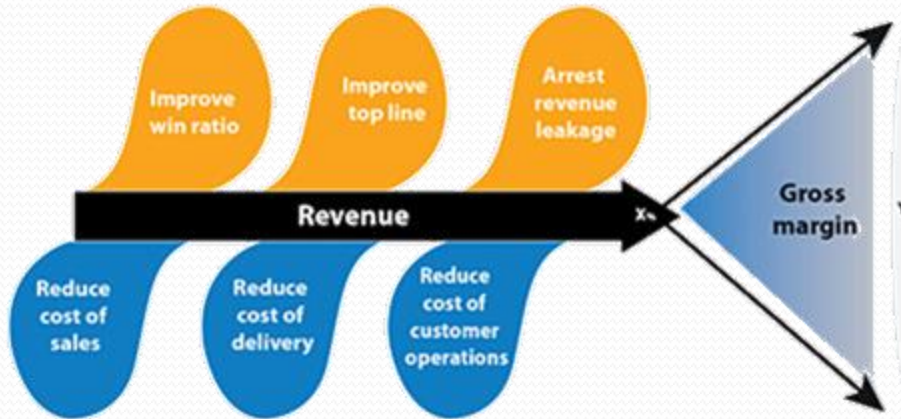 Improve
win ratio
Improve
top line
Arrest
revenue
leakage
Revenue
Gross
margin
Reduce
cost of
sales
Reduce
cost of
delivery
Reduce
cost of
customer
operations